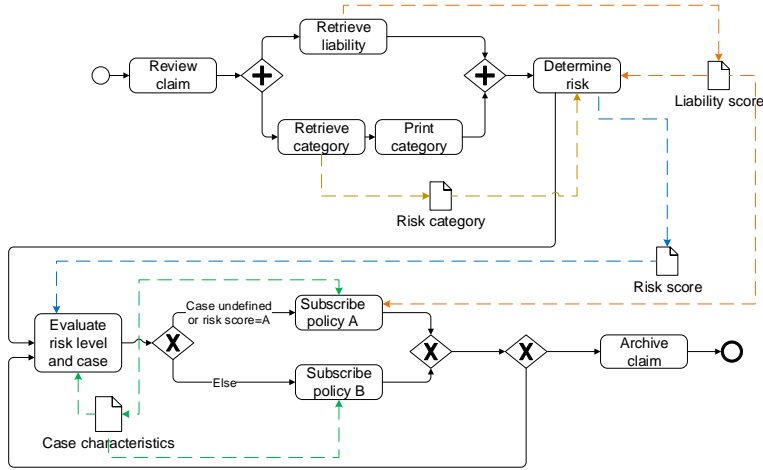 Retrieve
liability
Review
claim
Determine
risk
Liability score
Retrieve
category
Print
category
Risk category
Risk score
Case undefined
or risk score=A
Subscribe
policy A
Evaluate
risk level
and case
X
X
X
Archive
claim
Else
Subscribe
policy B
Case characteristics